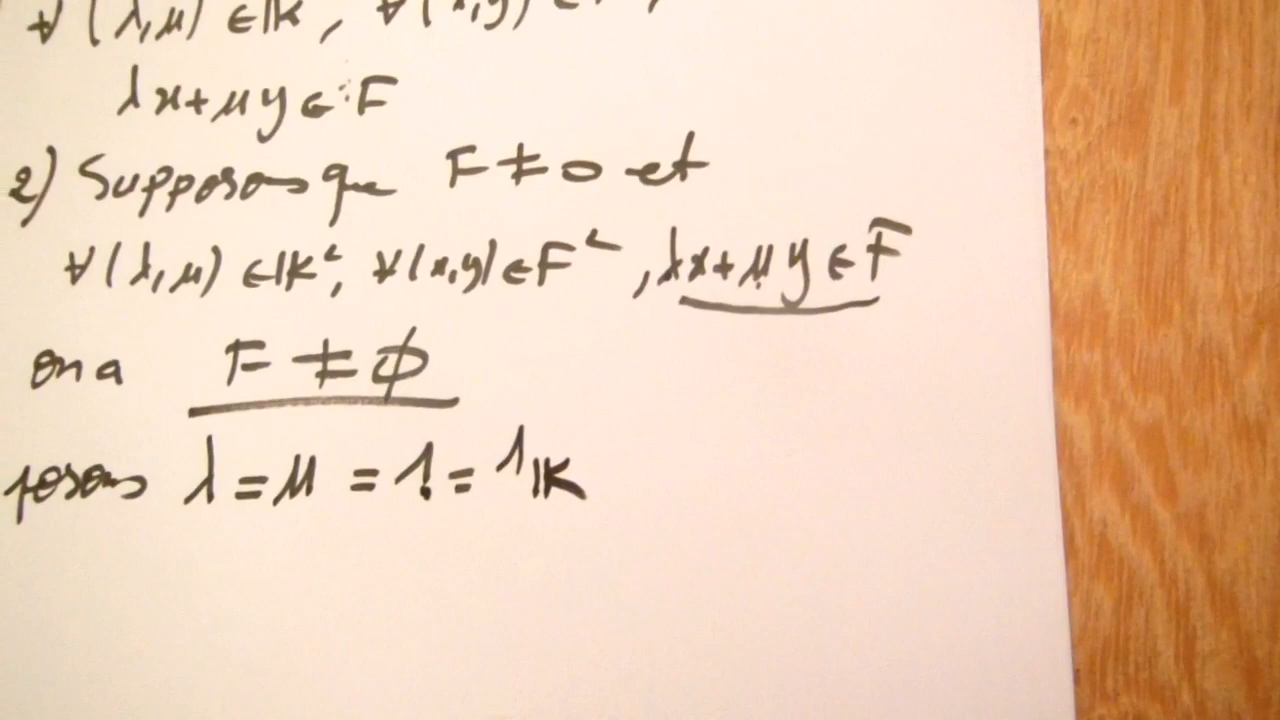 ∀(λ,μ) ∈ 𝕂, ∀(x,y) ∈
λx+μy ∈ F
2) Supposons que F ≠ o et
∀(λ,μ) ∈ 𝕂², ∀(x,y) ∈ F², λx+μy ∈ F
on a F ≠ φ
posons λ = μ = 1 = 1𝕂